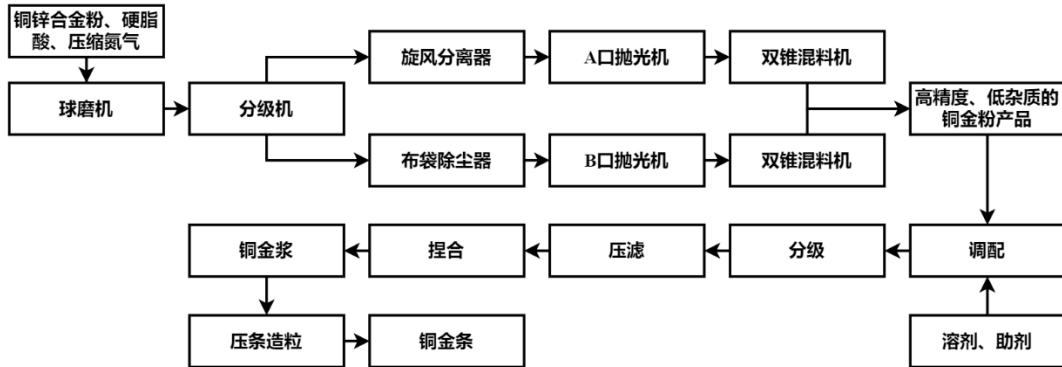 铜锌合金粉、硬脂
酸、压缩氮气
球磨机
分级机
旋风分离器
A口抛光机
双锥混料机
布袋除尘器
B口抛光机
双锥混料机
高精度、低杂质的
铜金粉产品
调配
溶剂、助剂
分级
压滤
捏合
铜金浆
压条造粒
铜金条